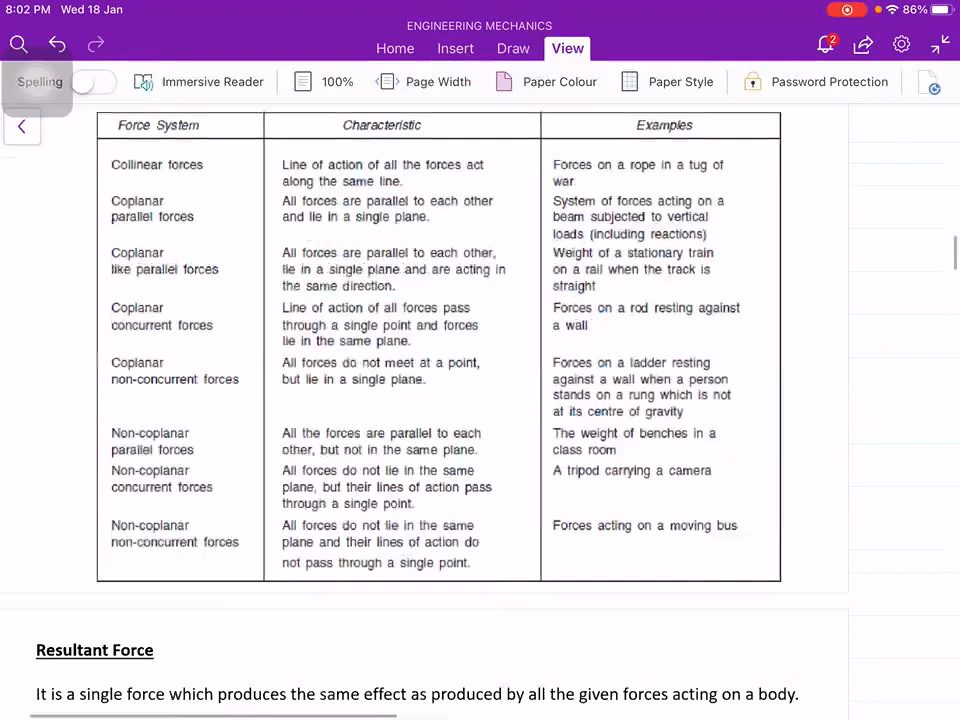 8:02 PM Wed 18 Jan
86%
ENGINEERING MECHANICS
Home Insert Draw View
2
Spelling Immersive Reader 100% Page Width Paper Colour Paper Style Password Protection
Force System Characteristic Examples
Collinear forces
Line of action of all the forces act
along the same line.
Forces on a rope in a tug of
war
Coplanar
parallel forces
All forces are parallel to each other
and lie in a single plane.
System of forces acting on a
beam subjected to vertical
loads (including reactions)
Coplanar
like parallel forces
All forces are parallel to each other,
lie in a single plane and are acting in
the same direction.
Weight of a stationary train
on a rail when the track is
straight
Coplanar
concurrent forces
Line of action of all forces pass
through a single point and forces
lie in the same plane.
Forces on a rod resting against
a wall
Coplanar
non-concurrent forces
All forces do not meet at a point,
but lie in a single plane.
Forces on a ladder resting
against a wall when a person
stands on a rung which is not
at its centre of gravity
Non-coplanar
parallel forces
All the forces are parallel to each
other, but not in the same plane.
The weight of benches in a
class room
Non-coplanar
concurrent forces
All forces do not lie in the same
plane, but their lines of action pass
through a single point.
A tripod carrying a camera
Non-coplanar
non-concurrent forces
All forces do not lie in the same
plane and their lines of action do
not pass through a single point.
Forces acting on a moving bus
Resultant Force
It is a single force which produces the same effect as produced by all the given forces acting on a body.